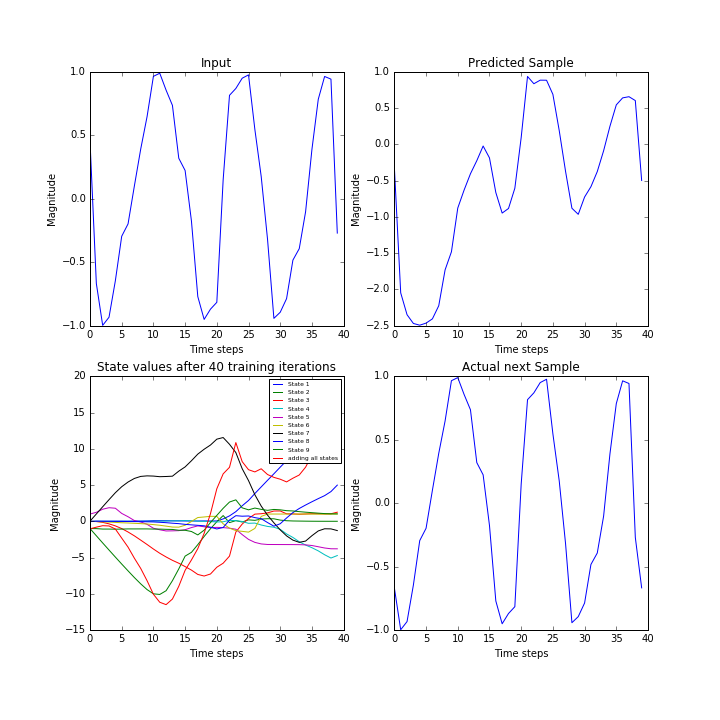 Input
Magnitude
1.0
0.5
0.0
−0.5
−1.0
0 5 10 15 20 25 30 35 40
Time steps
Predicted Sample
Magnitude
1.0
0.5
0.0
−0.5
−1.0
−1.5
−2.0
−2.5
0 5 10 15 20 25 30 35 40
Time steps
State values after 40 training iterations
Magnitude
20
15
10
5
0
−5
−10
−15
0 5 10 15 20 25 30 35 40
Time steps
State 1
State 2
State 3
State 4
State 5
State 6
State 7
State 8
State 9
adding all states
Actual next Sample
Magnitude
1.0
0.5
0.0
−0.5
−1.0
0 5 10 15 20 25 30 35 40
Time steps